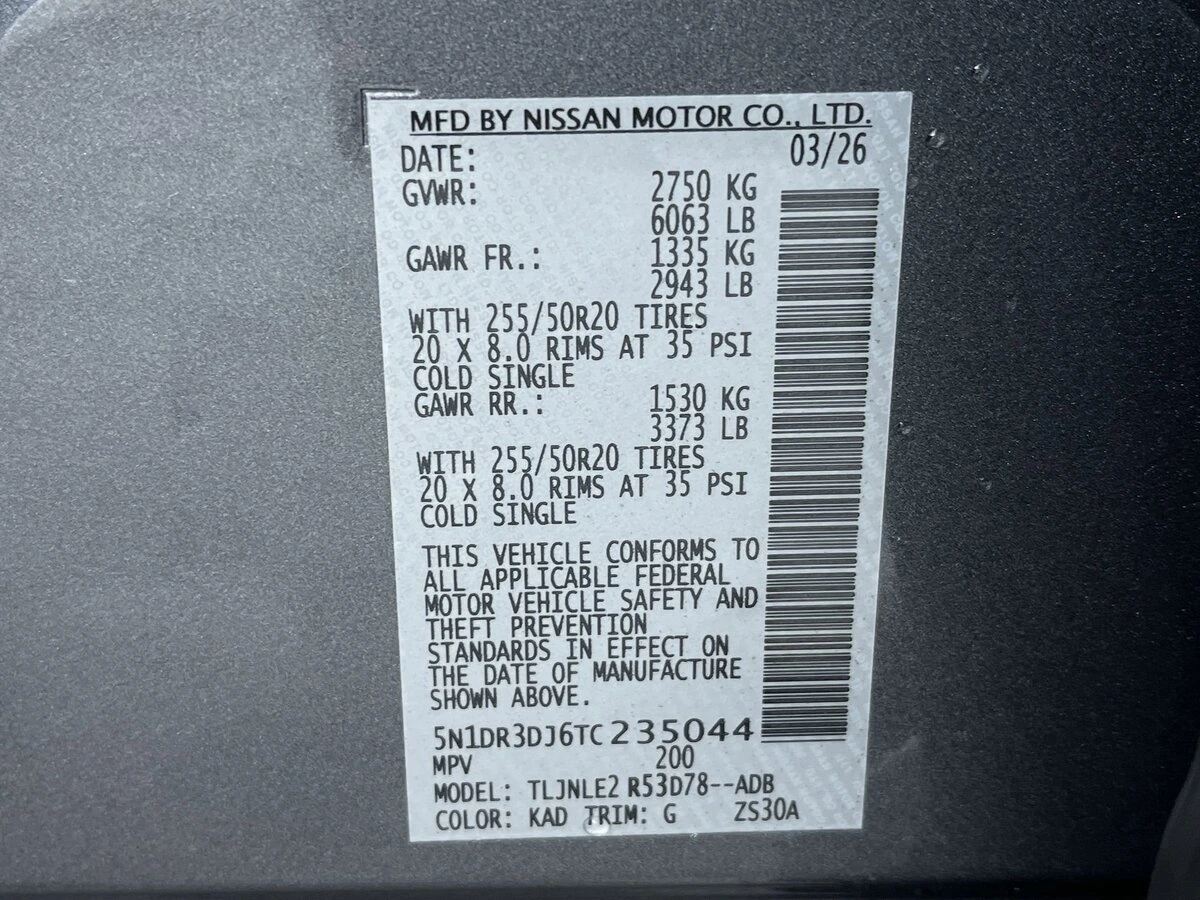 MFD BY NISSAN MOTOR CO., LTD.
DATE: 03/26
GVWR: 2750 KG
6063 LB
GAWR FR.: 1335 KG
2943 LB
WITH 255/50R20 TIRES
20 X 8.0 RIMS AT 35 PSI
COLD SINGLE
GAWR RR.: 1530 KG
3373 LB
WITH 255/50R20 TIRES
20 X 8.0 RIMS AT 35 PSI
COLD SINGLE
THIS VEHICLE CONFORMS TO
ALL APPLICABLE FEDERAL
MOTOR VEHICLE SAFETY AND
THEFT PREVENTION
STANDARDS IN EFFECT ON
THE DATE OF MANUFACTURE
SHOWN ABOVE.
5N1DR3DJ6TC235044
MPV 200
MODEL: TLJNLE2 R53D78--ADB
COLOR: KAD TRIM: G ZS30A